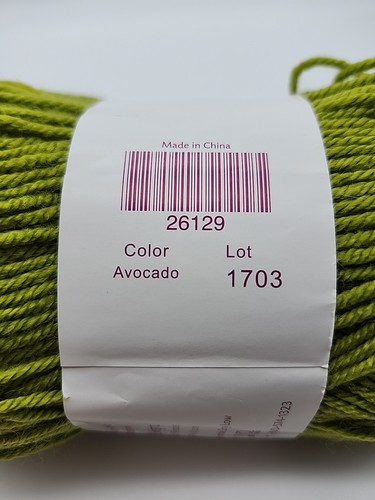 Made in China
26129
Color Lot
Avocado 1703